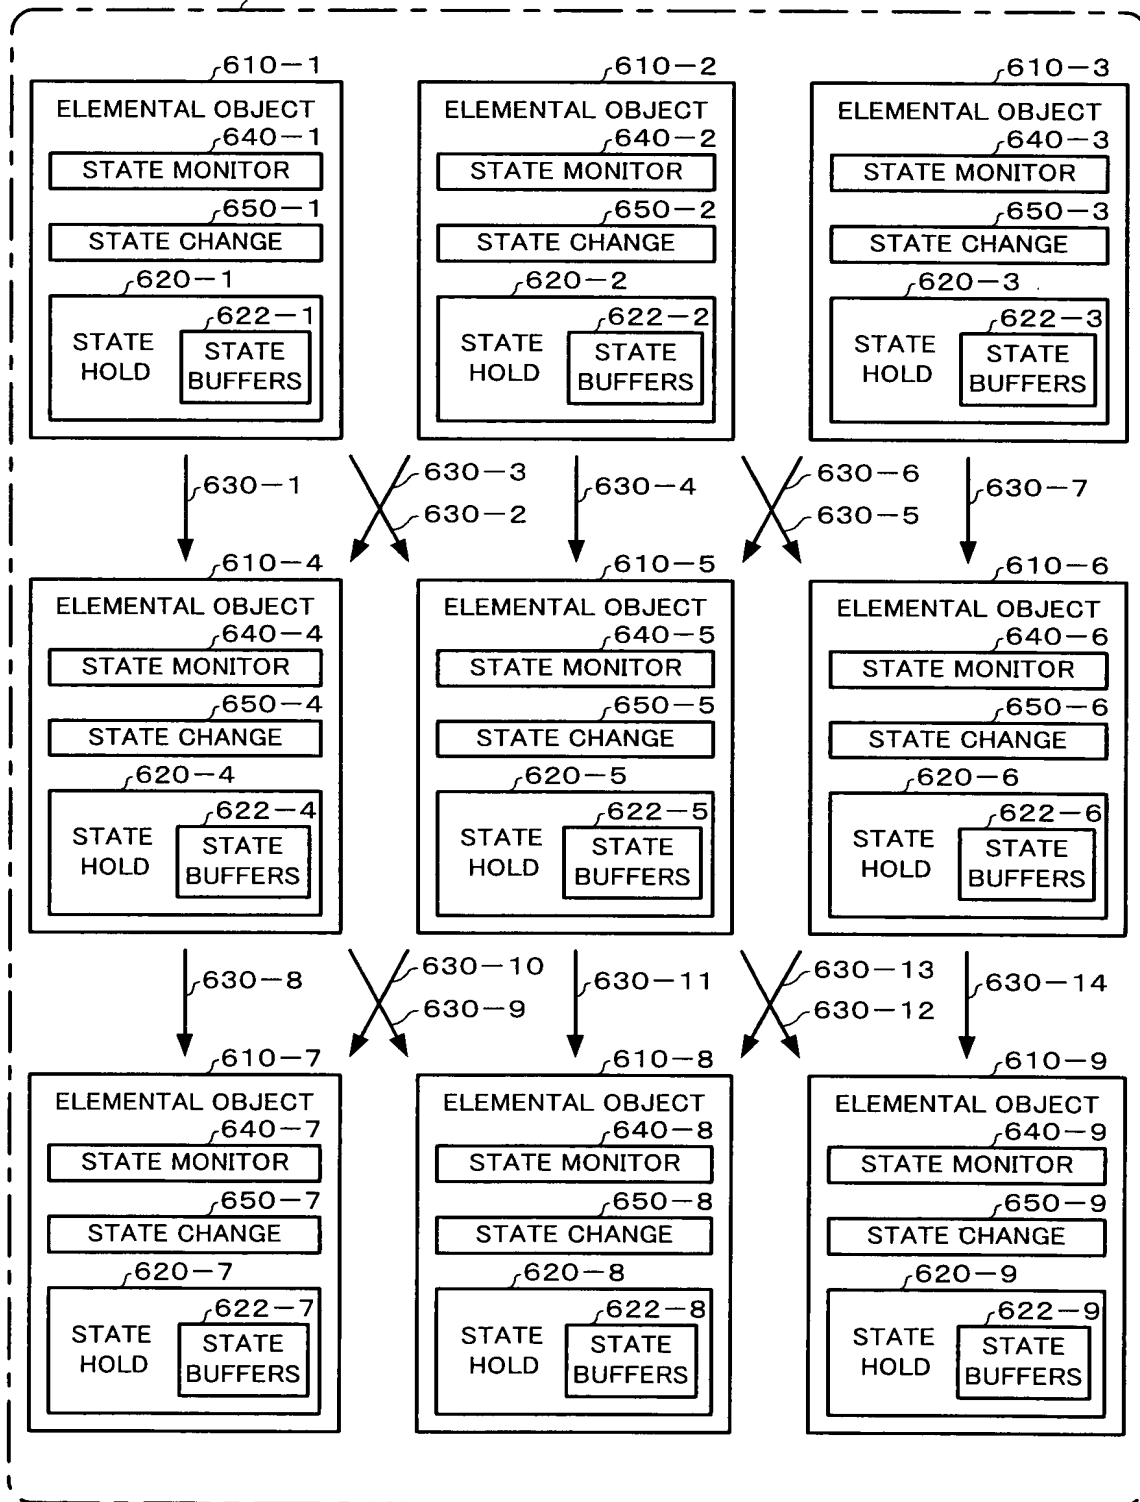 610-1
ELEMENTAL OBJECT
640-1
STATE MONITOR
650-1
STATE CHANGE
620-1
622-1
STATE
HOLD
STATE
BUFFERS
610-2
ELEMENTAL OBJECT
640-2
STATE MONITOR
650-2
STATE CHANGE
620-2
622-2
STATE
HOLD
STATE
BUFFERS
610-3
ELEMENTAL OBJECT
640-3
STATE MONITOR
650-3
STATE CHANGE
620-3
622-3
STATE
HOLD
STATE
BUFFERS
630-1
630-3
630-2
630-4
630-6
630-5
630-7
610-4
ELEMENTAL OBJECT
640-4
STATE MONITOR
650-4
STATE CHANGE
620-4
622-4
STATE
HOLD
STATE
BUFFERS
610-5
ELEMENTAL OBJECT
640-5
STATE MONITOR
650-5
STATE CHANGE
620-5
622-5
STATE
HOLD
STATE
BUFFERS
610-6
ELEMENTAL OBJECT
640-6
STATE MONITOR
650-6
STATE CHANGE
620-6
622-6
STATE
HOLD
STATE
BUFFERS
630-8
630-10
630-9
630-11
630-13
630-12
630-14
610-7
ELEMENTAL OBJECT
640-7
STATE MONITOR
650-7
STATE CHANGE
620-7
622-7
STATE
HOLD
STATE
BUFFERS
610-8
ELEMENTAL OBJECT
640-8
STATE MONITOR
650-8
STATE CHANGE
620-8
622-8
STATE
HOLD
STATE
BUFFERS
610-9
ELEMENTAL OBJECT
640-9
STATE MONITOR
650-9
STATE CHANGE
620-9
622-9
STATE
HOLD
STATE
BUFFERS